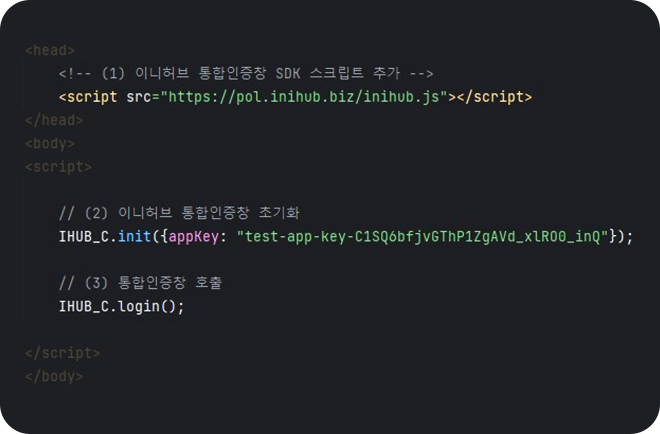 <head>
<!-- (1) 이니허브 통합인증창 SDK 스크립트 추가 -->
<script src="https://pol.inihub.biz/inihub.js"></script>
</head>
<body>
<script>
// (2) 이니허브 통합인증창 초기화
IHUB_C.init({appKey: "test-app-key-C1SQ6bfjvGThP1ZgAVd_xlRO0_inQ"});
// (3) 통합인증창 호출
IHUB_C.login();
</script>
</body>